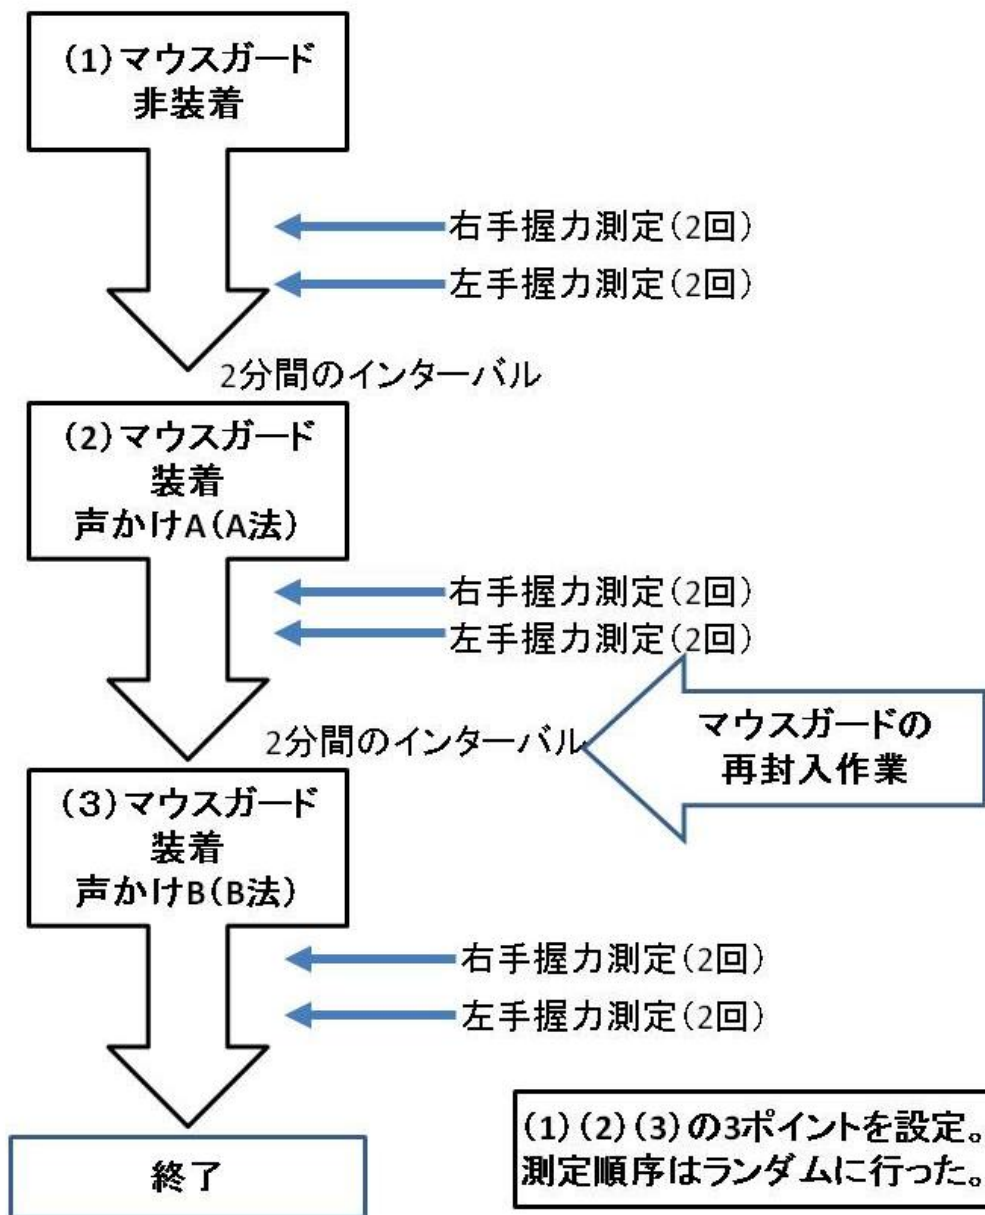 (1)マウスガード
非装着
右手握力測定(2回)
左手握力測定(2回)
2分間のインターバル
(2)マウスガード
装着
声かけA(A法)
右手握力測定(2回)
左手握力測定(2回)
2分間のインターバル
マウスガードの
再封入作業
(3)マウスガード
装着
声かけB(B法)
右手握力測定(2回)
左手握力測定(2回)
終了
(1)(2)(3)の3ポイントを設定。
測定順序はランダムに行った。